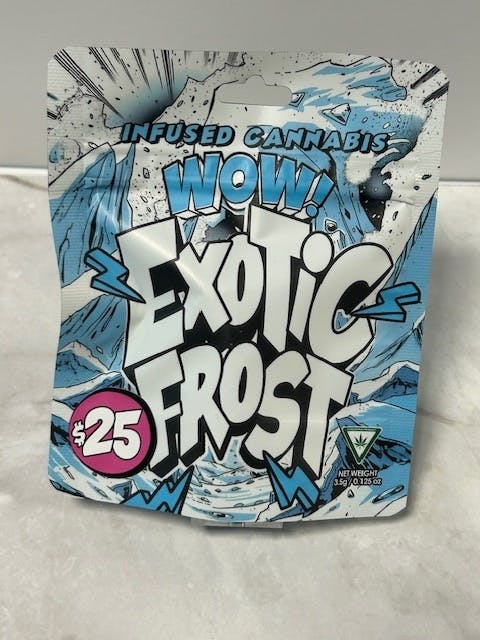 INFUSED CANNABIS
WOW!
EXOTIC
FROST
$25
NET WEIGHT
3.5g / 0.125 oz